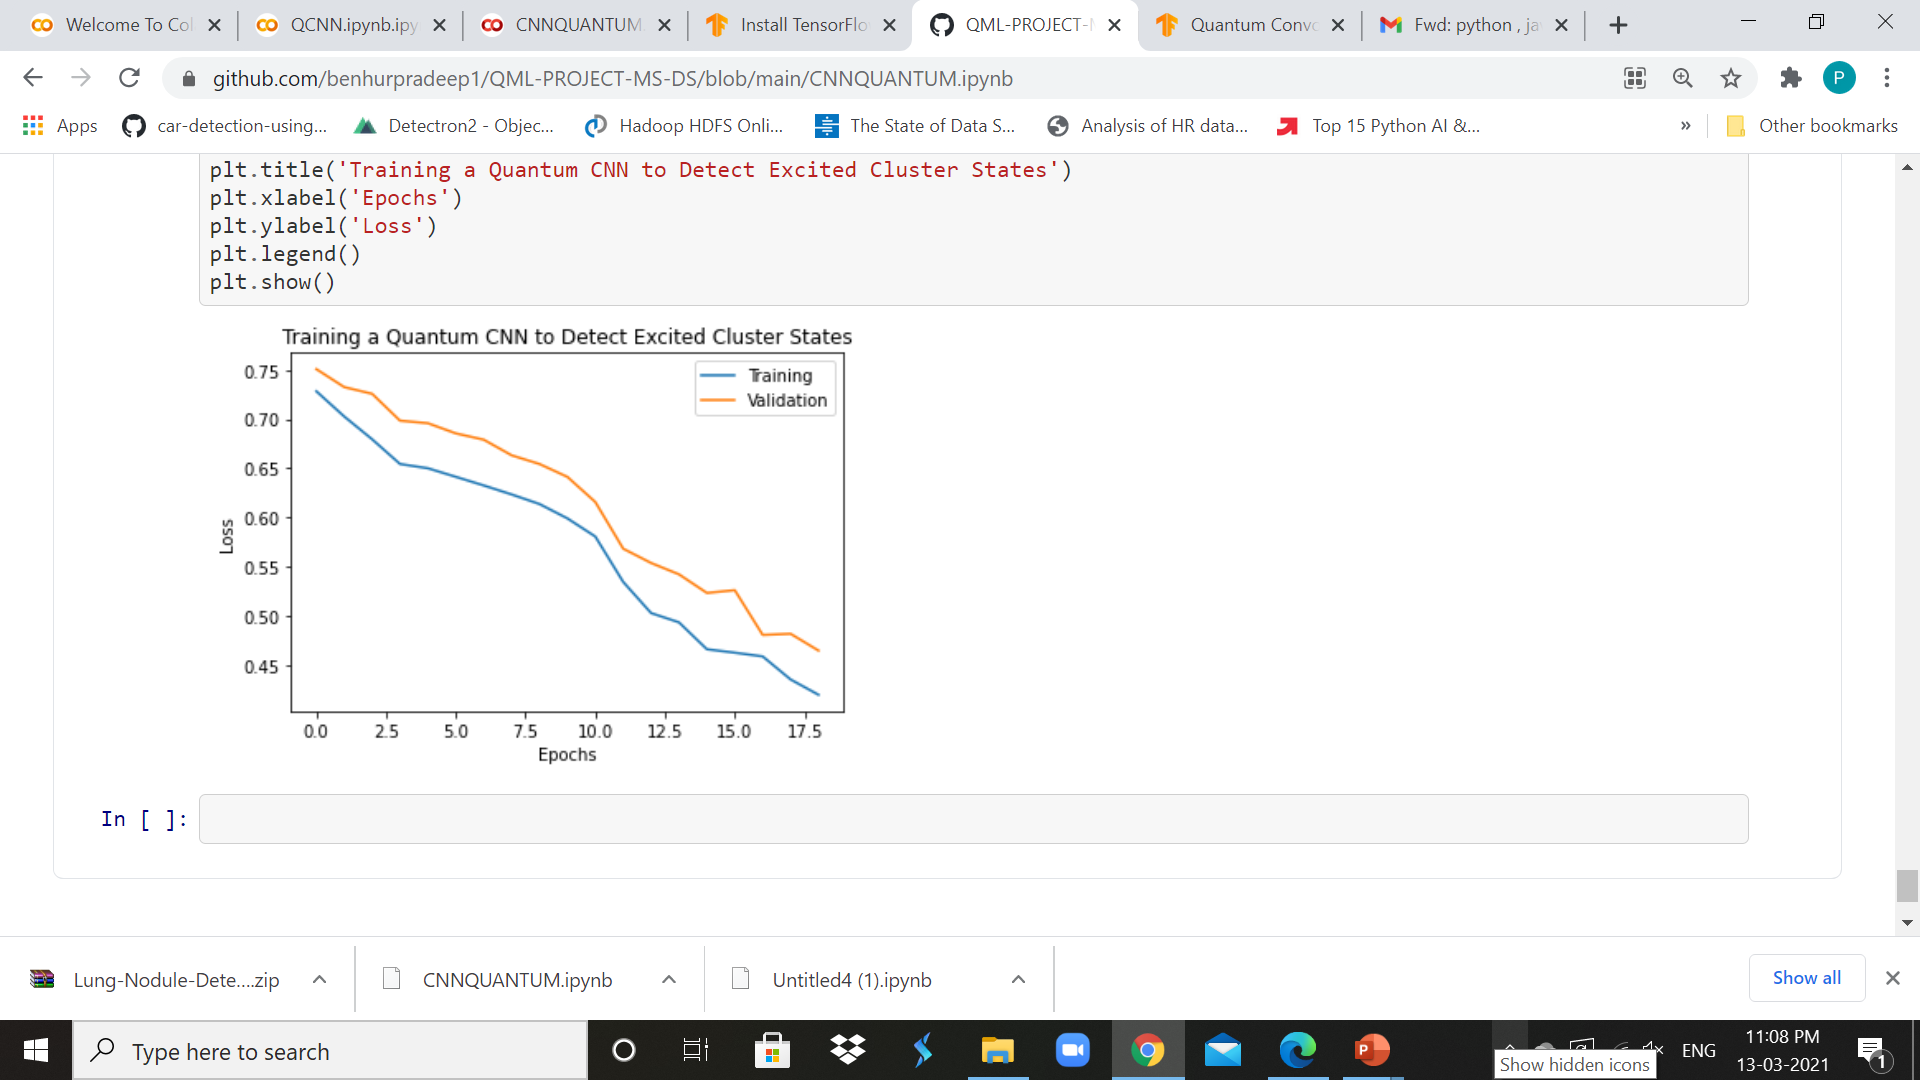 Welcome To Col
QCNN.ipynb.ipy
CNNQUANTUM.
Install TensorFlo
QML-PROJECT-M
Quantum Convo
Fwd: python , ja
github.com/benhurpradeep1/QML-PROJECT-MS-DS/blob/main/CNNQUANTUM.ipynb
P
Apps
car-detection-using...
Detectron2 - Objec...
Hadoop HDFS Onli...
The State of Data S...
Analysis of HR data...
Top 15 Python AI &...
»
Other bookmarks
plt.title('Training a Quantum CNN to Detect Excited Cluster States')
plt.xlabel('Epochs')
plt.ylabel('Loss')
plt.legend()
plt.show()
Training a Quantum CNN to Detect Excited Cluster States
Training
Validation
0.75
0.70
0.65
0.60
0.55
0.50
0.45
Loss
0.0 2.5 5.0 7.5 10.0 12.5 15.0 17.5
Epochs
In [ ]:
Lung-Nodule-Dete....zip
CNNQUANTUM.ipynb
Untitled4 (1).ipynb
Show all
Type here to search
P
Show hidden icons
ENG
11:08 PM
13-03-2021
1